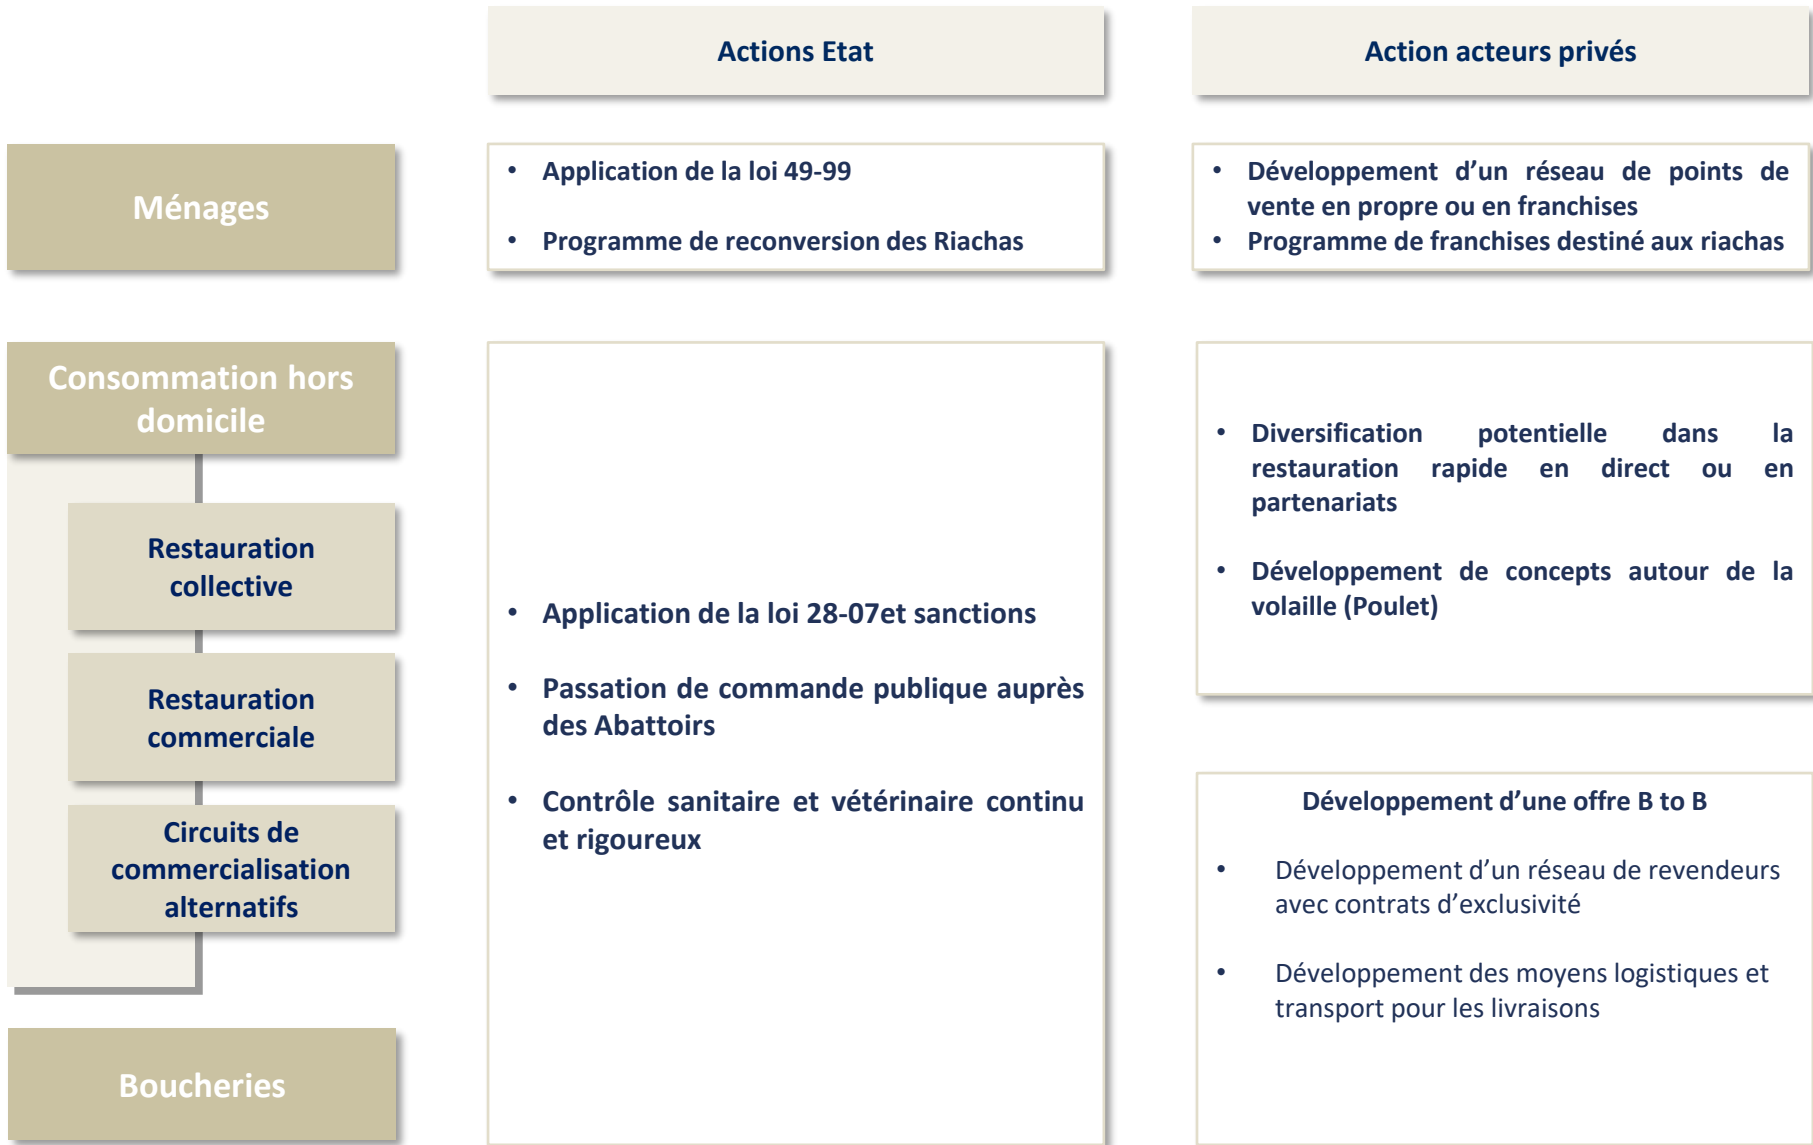 Actions Etat
Action acteurs privés
Ménages
• Application de la loi 49-99
• Programme de reconversion des Riachas
• Développement d’un réseau de points de
vente en propre ou en franchises
• Programme de franchises destiné aux riachas
Consommation hors
domicile
Restauration
collective
Restauration
commerciale
Circuits de
commercialisation
alternatifs
Boucheries
• Application de la loi 28-07et sanctions
• Passation de commande publique auprès
des Abattoirs
• Contrôle sanitaire et vétérinaire continu
et rigoureux
• Diversification potentielle dans la
restauration rapide en direct ou en
partenariats
• Développement de concepts autour de la
volaille (Poulet)
Développement d’une offre B to B
• Développement d’un réseau de revendeurs
avec contrats d’exclusivité
• Développement des moyens logistiques et
transport pour les livraisons